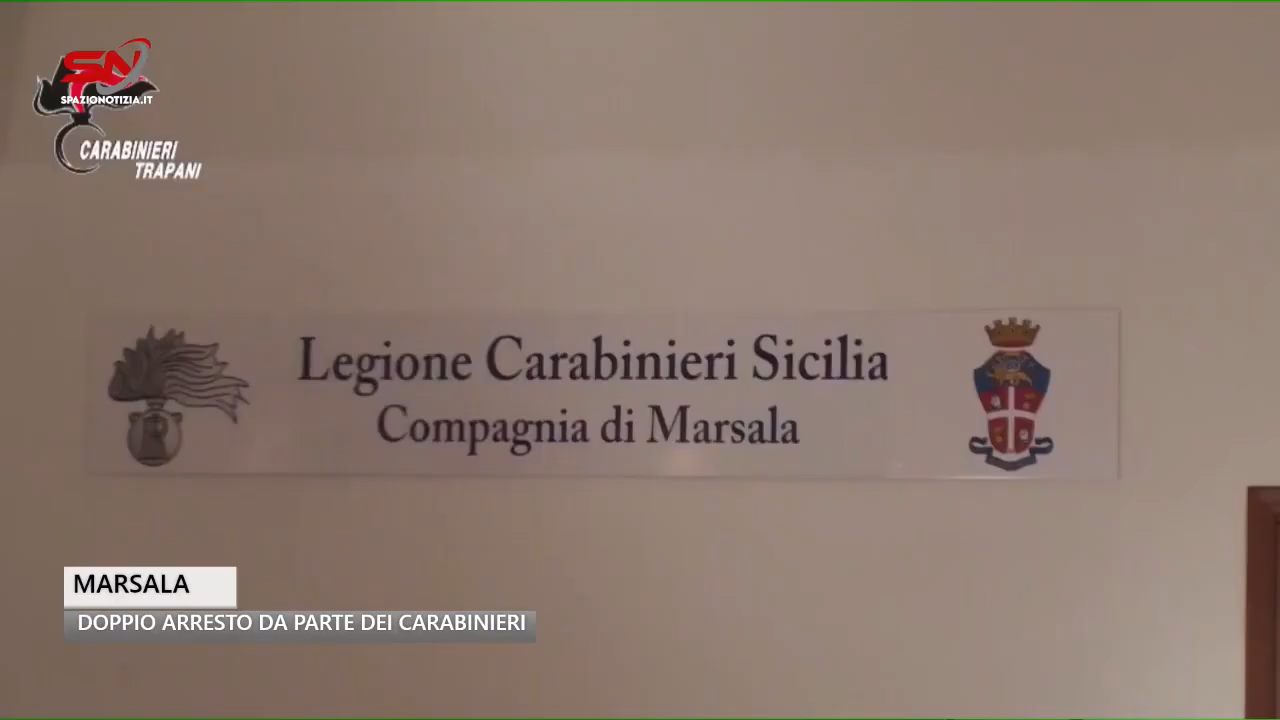 SN
SPAZIONOTIZIA.IT
CARABINIERI
TRAPANI
Legione Carabinieri Sicilia
Compagnia di Marsala
MARSALA
DOPPIO ARRESTO DA PARTE DEI CARABINIERI